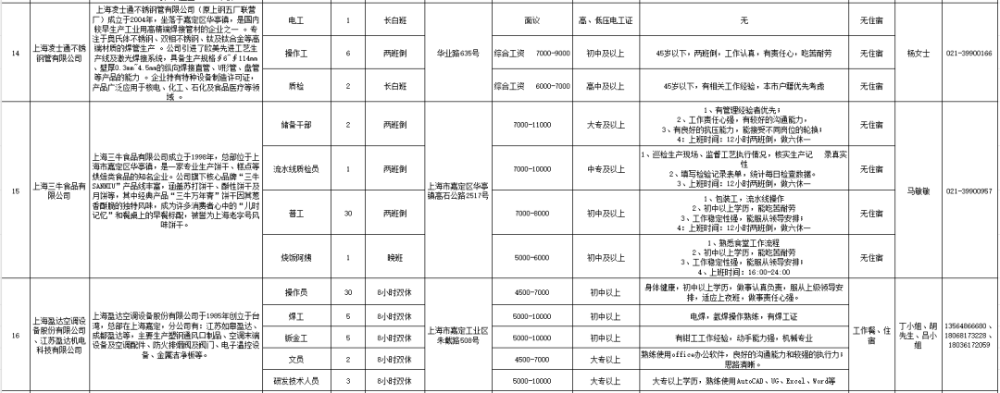 14
上海凌士通不锈
钢管有限公司
上海凌士通不锈钢管有限公司（原上钢五厂联营
厂）成立于2004年，坐落于嘉定区华亭镇，是国内
较早生产工业用高精端焊接管材的企业之一 。专
注于奥氏体不锈钢、双相不锈钢、钛及钛合金等高
端材质的焊管生产 。公司引进了欧美先进工艺生
产线及激光焊接系统，具备生产规格∮6~∮114mm
、壁厚0.3mm~4.5mm的纵向焊接直管、U形管、盘管
等产品的能力 。企业持有特种设备制造许可证，
产品广泛应用于核电、化工、石化及食品医疗等领
域 。
电工
1
长白班
华业路635号
面议
高、低压电工证
无
无住宿
杨女士
021-39900166
操作工
6
两班倒
综合工资 7000-9000
初中及以上
45岁以下，两班倒，工作认真，有责任心，吃苦耐劳
无住宿
质检
2
长白班
综合工资 6000-7000
高中及以上
45岁以下，有相关工作经验，本市户籍优先考虑
无住宿
15
上海三牛食品有
限公司
上海三牛食品有限公司成立于1998年，总部位于上
海市嘉定区华亭镇，是一家专业生产饼干、糕点等
烘焙类食品的知名企业。公司旗下核心品牌“三牛
SANNIU”产品线丰富，涵盖苏打饼干、酥性饼干及
月饼等，其中经典产品“三牛万年青”饼干因其葱
香酥脆的独特风味，成为许多消费者心中的“儿时
记忆”和餐桌上的早餐标配，被誉为上海老字号风
味饼干。
储备干部
2
两班倒
上海市嘉定区华亭
镇高石公路2517号
7000-11000
大专及以上
1、有管理经验者优先；
2、工作责任心强，有较好的沟通能力，
3、有良好的抗压能力，能接受不同岗位的轮换；
4：上班时间：12小时两班倒，做六休一
无住宿
马敏敏
021-39900957
流水线质检员
1
两班倒
7000-10000
中专及以上
1、巡检生产现场、监督工艺执行情况，核实生产记 录真实
性
2、填写检验记录表单，统计每日检查数据。
3、上班时间：12小时两班倒，做六休一
无住宿
普工
30
两班倒
7000-8000
初中及以上
1、包装工，流水线操作
2、初中以上学历，能吃苦耐劳
3、工作稳定性强，能服从领导安排；
4：上班时间：12小时两班倒，做六休一
无住宿
烧饭阿姨
1
晚班
5000-6000
初中及以上
1、熟悉食堂工作流程
2、初中以上学历，能吃苦耐劳
3、工作稳定性强，能服从领导安排；
4、上班时间：16:00-24:00
无住宿
16
上海盈达空调设
备股份有限公司
、江苏盈达机电
科技有限公司
上海盈达空调设备股份有限公司于1985年创立于台
湾，总部在上海嘉定，分公司有：江苏如皋盈达、
成都盈达等，主要生产塑钢通风口制品、空调末端
设备及空调配件、防火排烟阀及阀门、电子温控设
备、金属洁净板等。
操作员
30
8小时双休
上海市嘉定工业区
朱戴路508号
4500-7000
初中以上
身体健康，初中以上学历，做事认真负责，服从上级领导安
排，适应上夜班，做事责任心强。
工作餐、住
宿
丁小姐、胡
先生、吕小
姐
13564866680、
18068173228、
18036172059
焊工
5
8小时双休
5000-10000
初中以上
电焊，氩焊操作熟练，有焊工证
钣金工
5
8小时双休
5000-10000
初中以上
有钳工工作经验，动手能力强，机械专业
文员
2
8小时双休
4500-7000
大专以上
熟练使用office办公软件，良好的沟通能力和较强的执行力；
思路清晰。
研发技术人员
3
8小时双休
5000-10000
大专以上
大专以上学历，熟练使用AutoCAD、UG、Excel、Word等